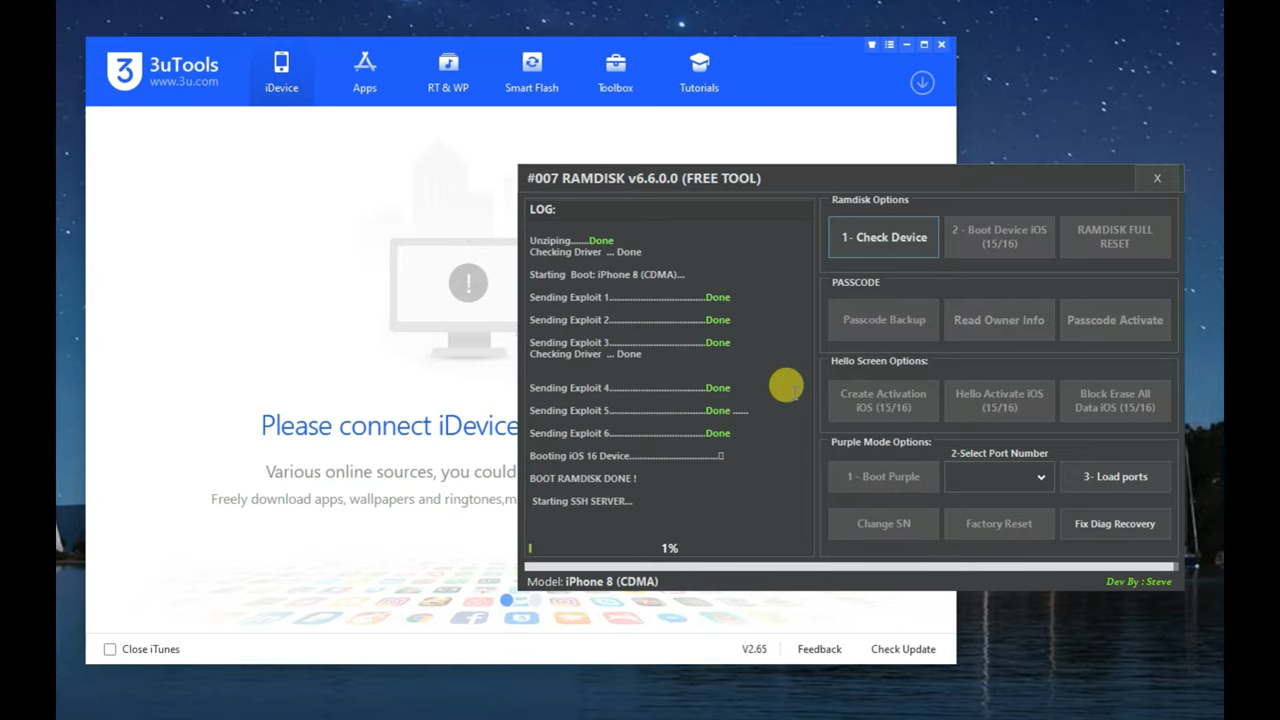 3uTools
www.3u.com
iDevice
Apps
RT & WP
Smart Flash
Toolbox
Tutorials
Please connect iDevice
Various online sources, you could
Freely download apps, wallpapers and ringtones,m
Close iTunes
V2.65
Feedback
Check Update
#007 RAMDISK v6.6.0.0 (FREE TOOL)
X
LOG:
Unziping.......Done
Checking Driver ... Done
Starting Boot: iPhone 8 (CDMA)...
Sending Exploit 1...................................Done
Sending Exploit 2...................................Done
Sending Exploit 3...................................Done
Checking Driver ... Done
Sending Exploit 4...................................Done
Sending Exploit 5...................................Done ......
Sending Exploit 6...................................Done
Booting iOS 16 Device.................................
BOOT RAMDISK DONE !
Starting SSH SERVER...
1%
Model: iPhone 8 (CDMA)
Ramdisk Options
1- Check Device
2 - Boot Device iOS
(15/16)
RAMDISK FULL
RESET
PASSCODE
Passcode Backup
Read Owner Info
Passcode Activate
Hello Screen Options:
Create Activation
iOS (15/16)
Hello Activate iOS
(15/16)
Block Erase All
Data iOS (15/16)
Purple Mode Options:
2-Select Port Number
1 - Boot Purple
3- Load ports
Change SN
Factory Reset
Fix Diag Recovery
Dev By : Steve